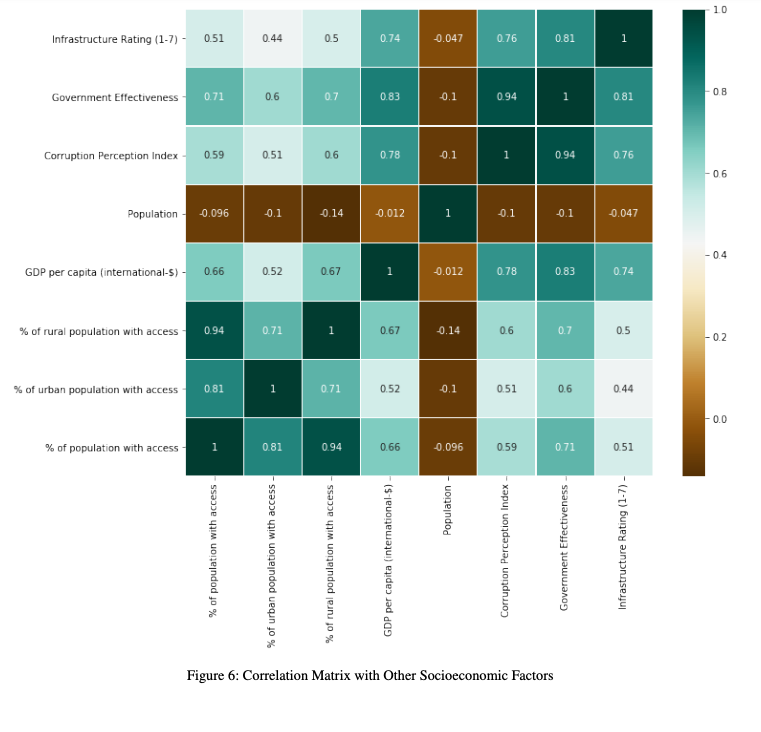 Infrastructure Rating (1-7) 0.51 0.44 0.5 0.74 -0.047 0.76 0.81 1
Government Effectiveness 0.71 0.6 0.7 0.83 -0.1 0.94 1 0.81
Corruption Perception Index 0.59 0.51 0.6 0.78 -0.1 1 0.94 0.76
Population -0.096 -0.1 -0.14 -0.012 1 -0.1 -0.1 -0.047
GDP per capita (international-$) 0.66 0.52 0.67 1 -0.012 0.78 0.83 0.74
% of rural population with access 0.94 0.71 1 0.67 -0.14 0.6 0.7 0.5
% of urban population with access 0.81 1 0.71 0.52 -0.1 0.51 0.6 0.44
% of population with access 1 0.81 0.94 0.66 -0.096 0.59 0.71 0.51
% of population with access
% of urban population with access
% of rural population with access
GDP per capita (international-$)
Population
Corruption Perception Index
Government Effectiveness
Infrastructure Rating (1-7)
1.0
0.8
0.6
0.4
0.2
0.0
Figure 6: Correlation Matrix with Other Socioeconomic Factors